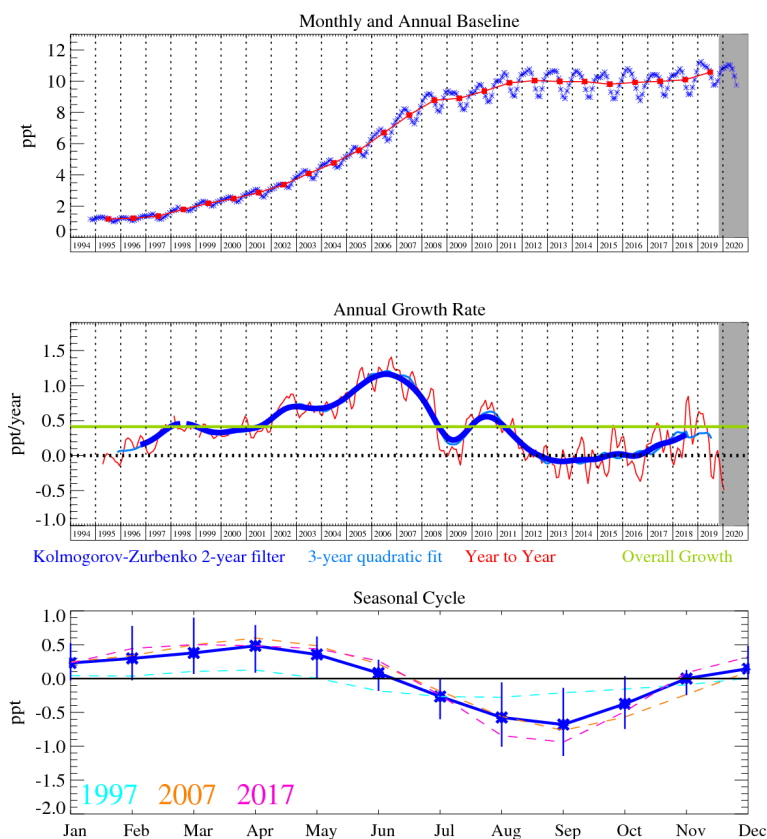 Monthly and Annual Baseline
12
10
8
6
4
2
0
ppt
1994 1995 1996 1997 1998 1999 2000 2001 2002 2003 2004 2005 2006 2007 2008 2009 2010 2011 2012 2013 2014 2015 2016 2017 2018 2019 2020
Annual Growth Rate
1.5
1.0
0.5
0.0
-0.5
-1.0
ppt/year
1994 1995 1996 1997 1998 1999 2000 2001 2002 2003 2004 2005 2006 2007 2008 2009 2010 2011 2012 2013 2014 2015 2016 2017 2018 2019 2020
Kolmogorov-Zurbenko 2-year filter 3-year quadratic fit Year to Year Overall Growth
Seasonal Cycle
1.0
0.5
0.0
-0.5
-1.0
-1.5
-2.0
ppt
1997 2007 2017
Jan Feb Mar Apr May Jun Jul Aug Sep Oct Nov Dec